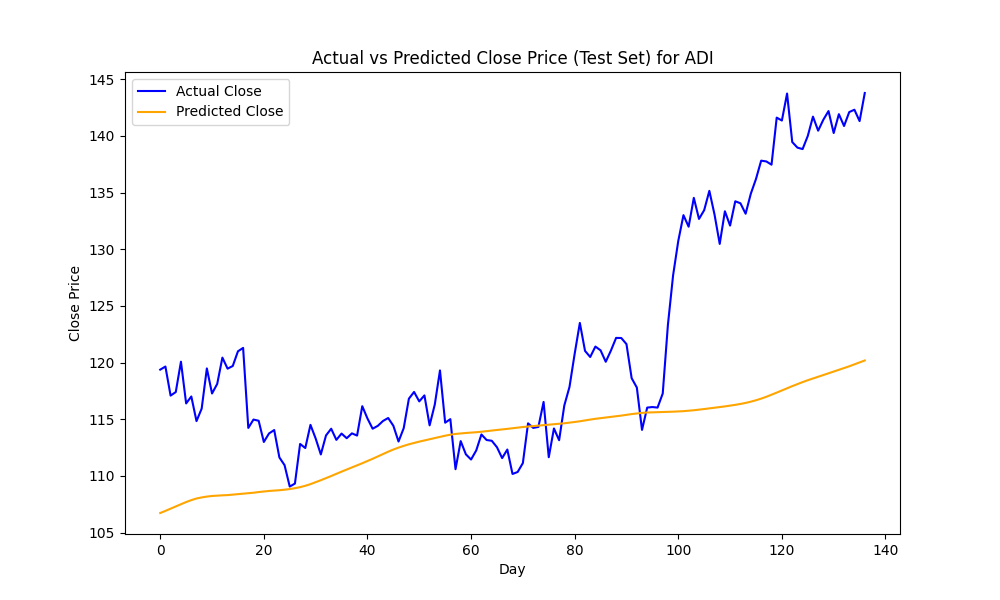 Actual vs Predicted Close Price (Test Set) for ADI
Actual Close
Predicted Close
Close Price
145
140
135
130
125
120
115
110
105
0 20 40 60 80 100 120 140
Day